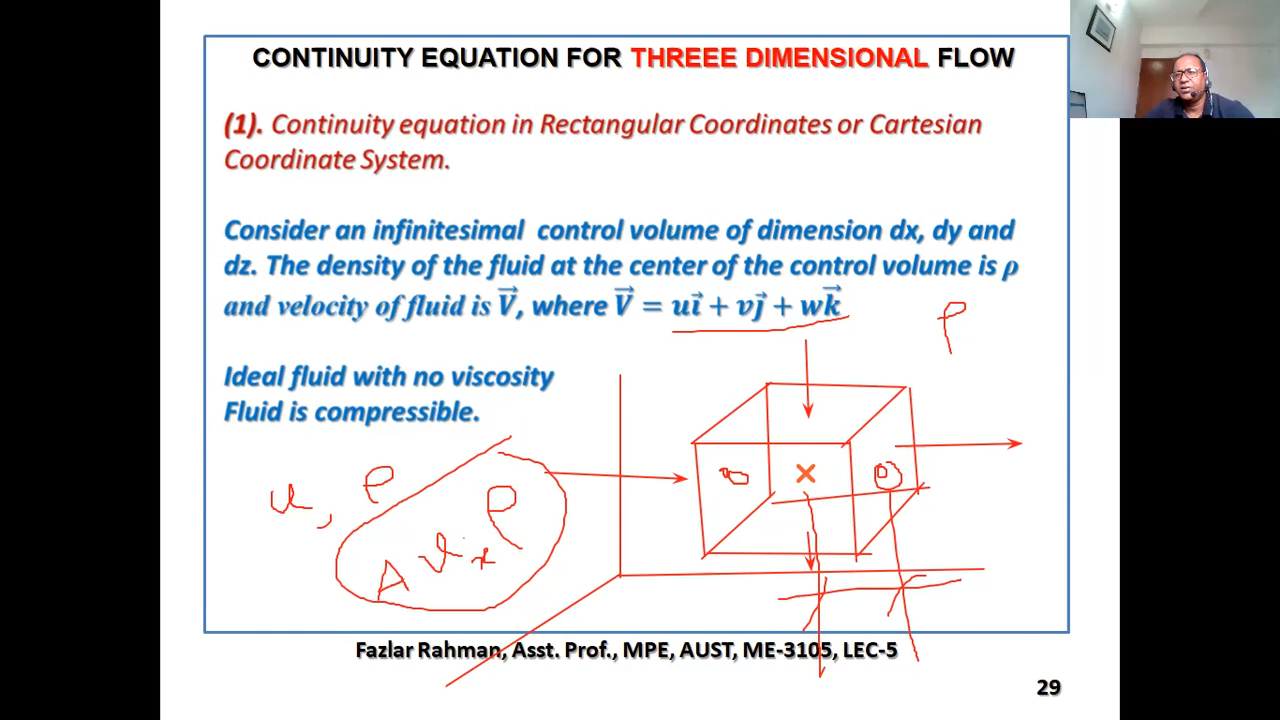 CONTINUITY EQUATION FOR THREEE DIMENSIONAL FLOW
(1). Continuity equation in Rectangular Coordinates or Cartesian
Coordinate System.
Consider an infinitesimal control volume of dimension dx, dy and
dz. The density of the fluid at the center of the control volume is ρ
and velocity of fluid is V⃗, where V⃗ = ui⃗ + vj⃗ + wk⃗
ρ
Ideal fluid with no viscosity
Fluid is compressible.
u, ρ
A v x ρ
Fazlar Rahman, Asst. Prof., MPE, AUST, ME-3105, LEC-5
29